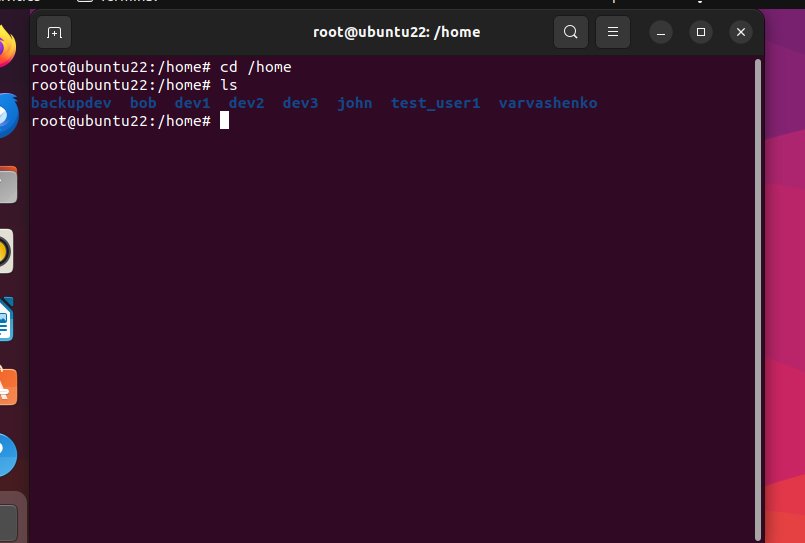 root@ubuntu22: /home
root@ubuntu22:/home# cd /home
root@ubuntu22:/home# ls
backupdev bob dev1 dev2 dev3 john test_user1 varvashenko
root@ubuntu22:/home#